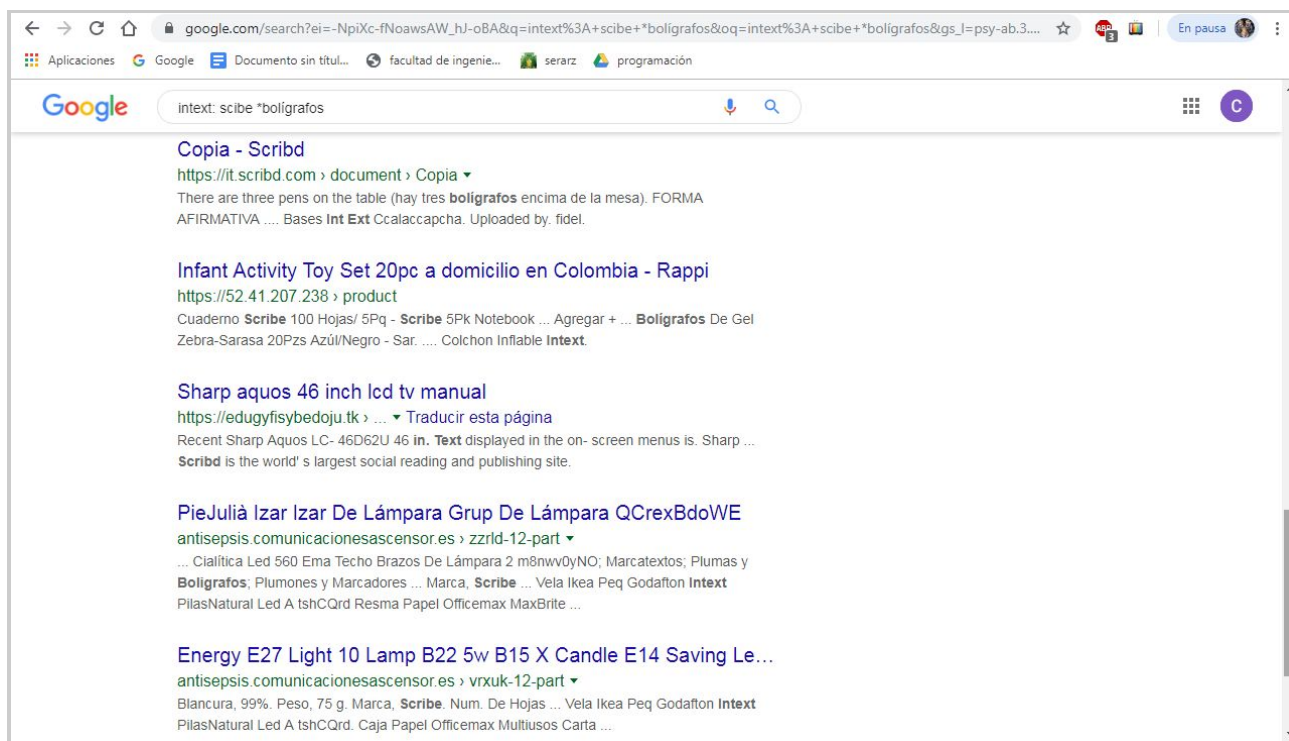 google.com/search?ei=-NpiXc-fNoawsAW_hJ-oBA&q=intext%3A+scibe+*bolígrafos&oq=intext%3A+scibe+*bolígrafos&gs_l=psy-ab.3....
ABP
3
En pausa
Aplicaciones
Google
Documento sin títul...
facultad de ingenie...
serarz
programación
Google
intext: scibe *bolígrafos
C
Copia - Scribd
https://it.scribd.com › document › Copia
There are three pens on the table (hay tres bolígrafos encima de la mesa). FORMA
AFIRMATIVA .... Bases Int Ext Ccalaccapcha. Uploaded by. fidel.
Infant Activity Toy Set 20pc a domicilio en Colombia - Rappi
https://52.41.207.238 › product
Cuaderno Scribe 100 Hojas/ 5Pq - Scribe 5Pk Notebook ... Agregar + ... Bolígrafos De Gel
Zebra-Sarasa 20Pzs Azúl/Negro - Sar. .... Colchon Inflable Intext.
Sharp aquos 46 inch lcd tv manual
https://edugyfisybedoju.tk › ... Traducir esta página
Recent Sharp Aquos LC- 46D62U 46 in. Text displayed in the on- screen menus is. Sharp ...
Scribd is the world' s largest social reading and publishing site.
PieJulià Izar Izar De Lámpara Grup De Lámpara QCrexBdoWE
antisepsis.comunicacionesascensor.es › zzrld-12-part
... Cialítica Led 560 Ema Techo Brazos De Lámpara 2 m8nwv0yNO; Marcatextos; Plumas y
Boligrafos; Plumones y Marcadores ... Marca, Scribe ... Vela Ikea Peq Godafton Intext
PilasNatural Led A tshCQrd Resma Papel Officemax MaxBrite ...
Energy E27 Light 10 Lamp B22 5w B15 X Candle E14 Saving Le...
antisepsis.comunicacionesascensor.es › vrxuk-12-part
Blancura, 99%. Peso, 75 g. Marca, Scribe. Num. De Hojas ... Vela Ikea Peq Godafton Intext
PilasNatural Led A tshCQrd. Caja Papel Officemax Multiusos Carta ...